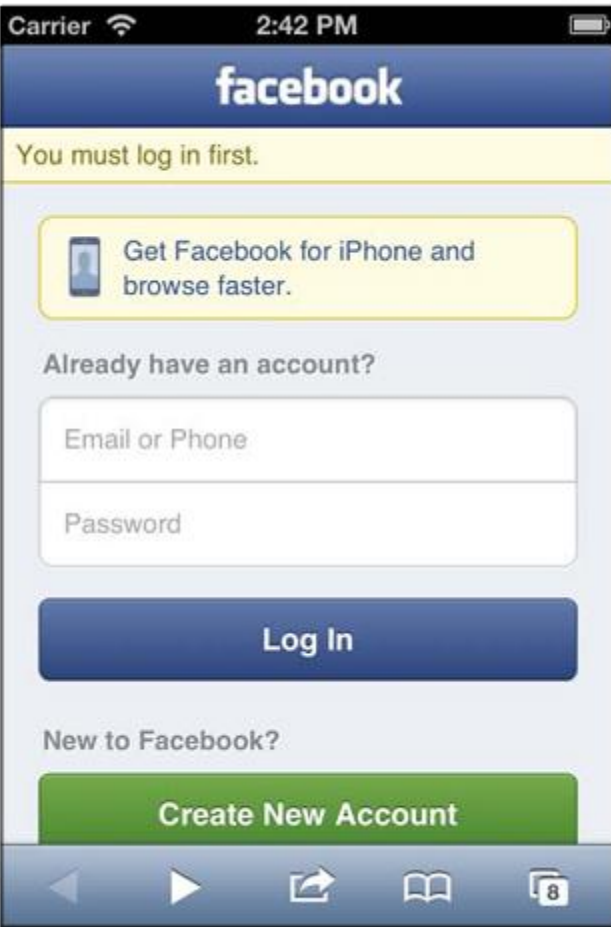 Carrier 2:42 PM
facebook
You must log in first.
Get Facebook for iPhone and
browse faster.
Already have an account?
Email or Phone
Password
Log In
New to Facebook?
Create New Account
8